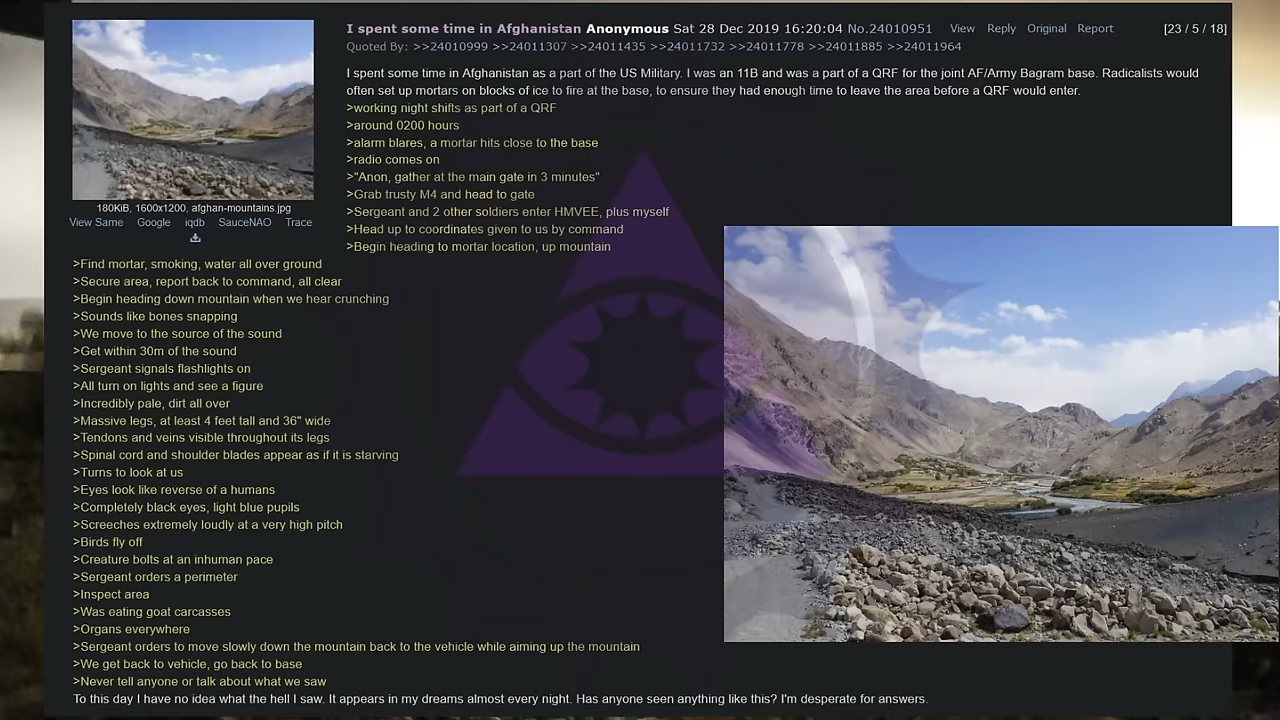 I spent some time in Afghanistan Anonymous Sat 28 Dec 2019 16:20:04 No.24010951 View Reply Original Report [23 / 5 / 18]
Quoted By: >>24010999 >>24011307 >>24011435 >>24011732 >>24011778 >>24011885 >>24011964
I spent some time in Afghanistan as a part of the US Military. I was an 11B and was a part of a QRF for the joint AF/Army Bagram base. Radicalists would
often set up mortars on blocks of ice to fire at the base, to ensure they had enough time to leave the area before a QRF would enter.
>working night shifts as part of a QRF
>around 0200 hours
>alarm blares, a mortar hits close to the base
>radio comes on
>"Anon, gather at the main gate in 3 minutes"
>Grab trusty M4 and head to gate
>Sergeant and 2 other soldiers enter HMVEE, plus myself
>Head up to coordinates given to us by command
>Begin heading to mortar location, up mountain
180KiB, 1600x1200, afghan-mountains.jpg
View Same Google iqdb SauceNAO Trace
>Find mortar, smoking, water all over ground
>Secure area, report back to command, all clear
>Begin heading down mountain when we hear crunching
>Sounds like bones snapping
>We move to the source of the sound
>Get within 30m of the sound
>Sergeant signals flashlights on
>All turn on lights and see a figure
>Incredibly pale, dirt all over
>Massive legs, at least 4 feet tall and 36" wide
>Tendons and veins visible throughout its legs
>Spinal cord and shoulder blades appear as if it is starving
>Turns to look at us
>Eyes look like reverse of a humans
>Completely black eyes, light blue pupils
>Screeches extremely loudly at a very high pitch
>Birds fly off
>Creature bolts at an inhuman pace
>Sergeant orders a perimeter
>Inspect area
>Was eating goat carcasses
>Organs everywhere
>Sergeant orders to move slowly down the mountain back to the vehicle while aiming up the mountain
>We get back to vehicle, go back to base
>Never tell anyone or talk about what we saw
To this day I have no idea what the hell I saw. It appears in my dreams almost every night. Has anyone seen anything like this? I'm desperate for answers.